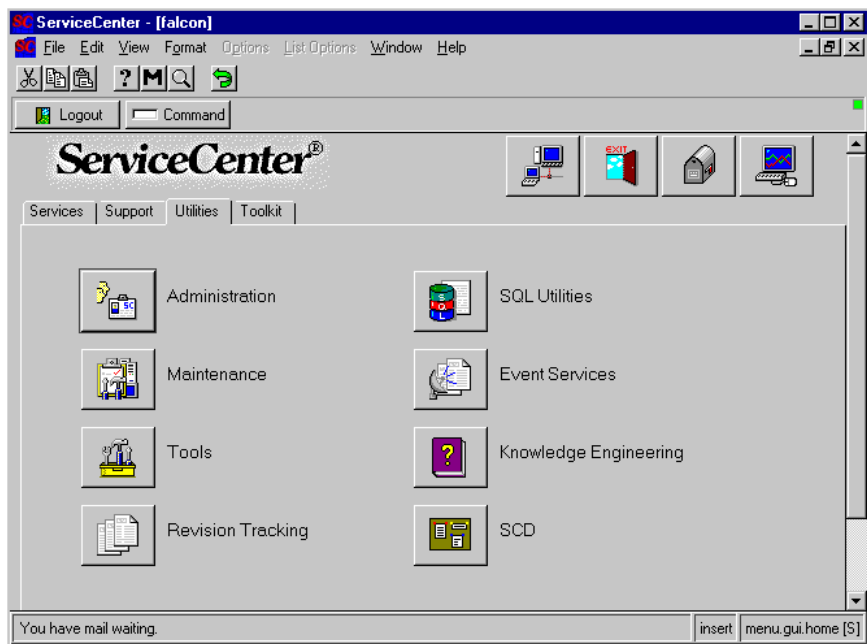 SC ServiceCenter - [falcon]
SC File Edit View Format Options List Options Window Help
? M
Logout Command
ServiceCenter®
EXIT
Services Support Utilities Toolkit
SC Administration
SQL SQL Utilities
Maintenance
Event Services
Tools
? Knowledge Engineering
Revision Tracking
SCD
You have mail waiting. insert menu.gui.home [S]